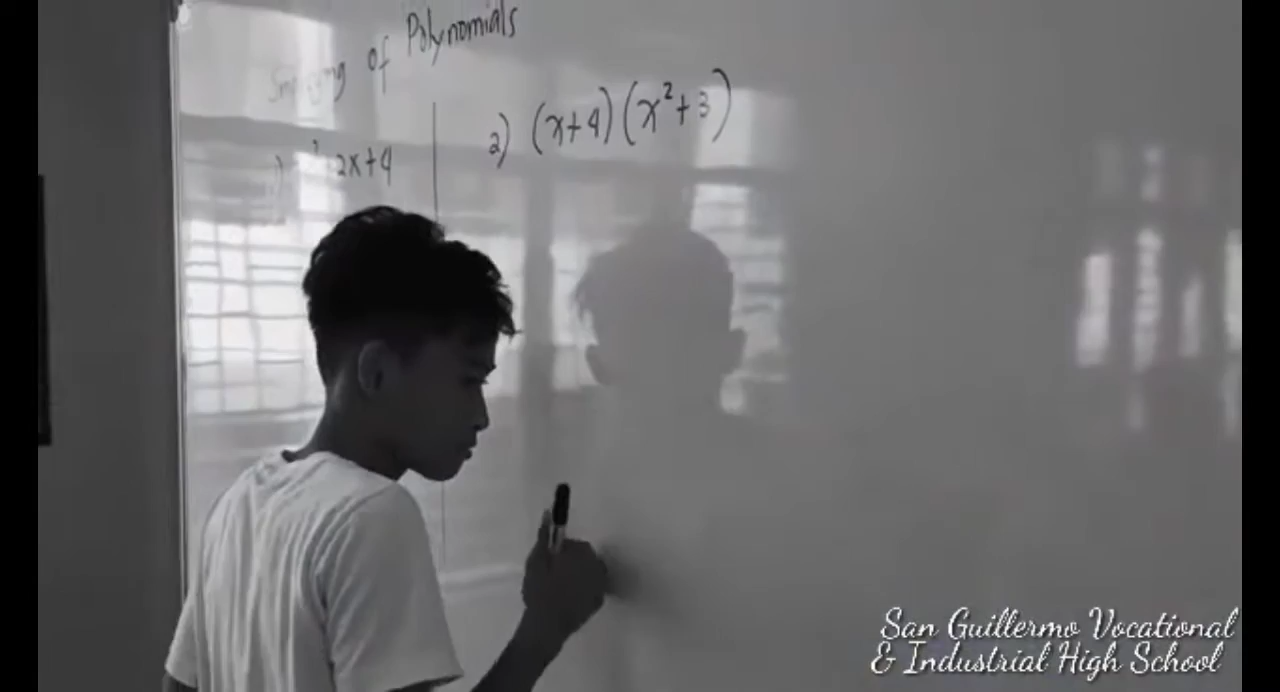 of Polynomials
2x+4
2) (x+4)(x²+3)
San Guillermo Vocational
& Industrial High School